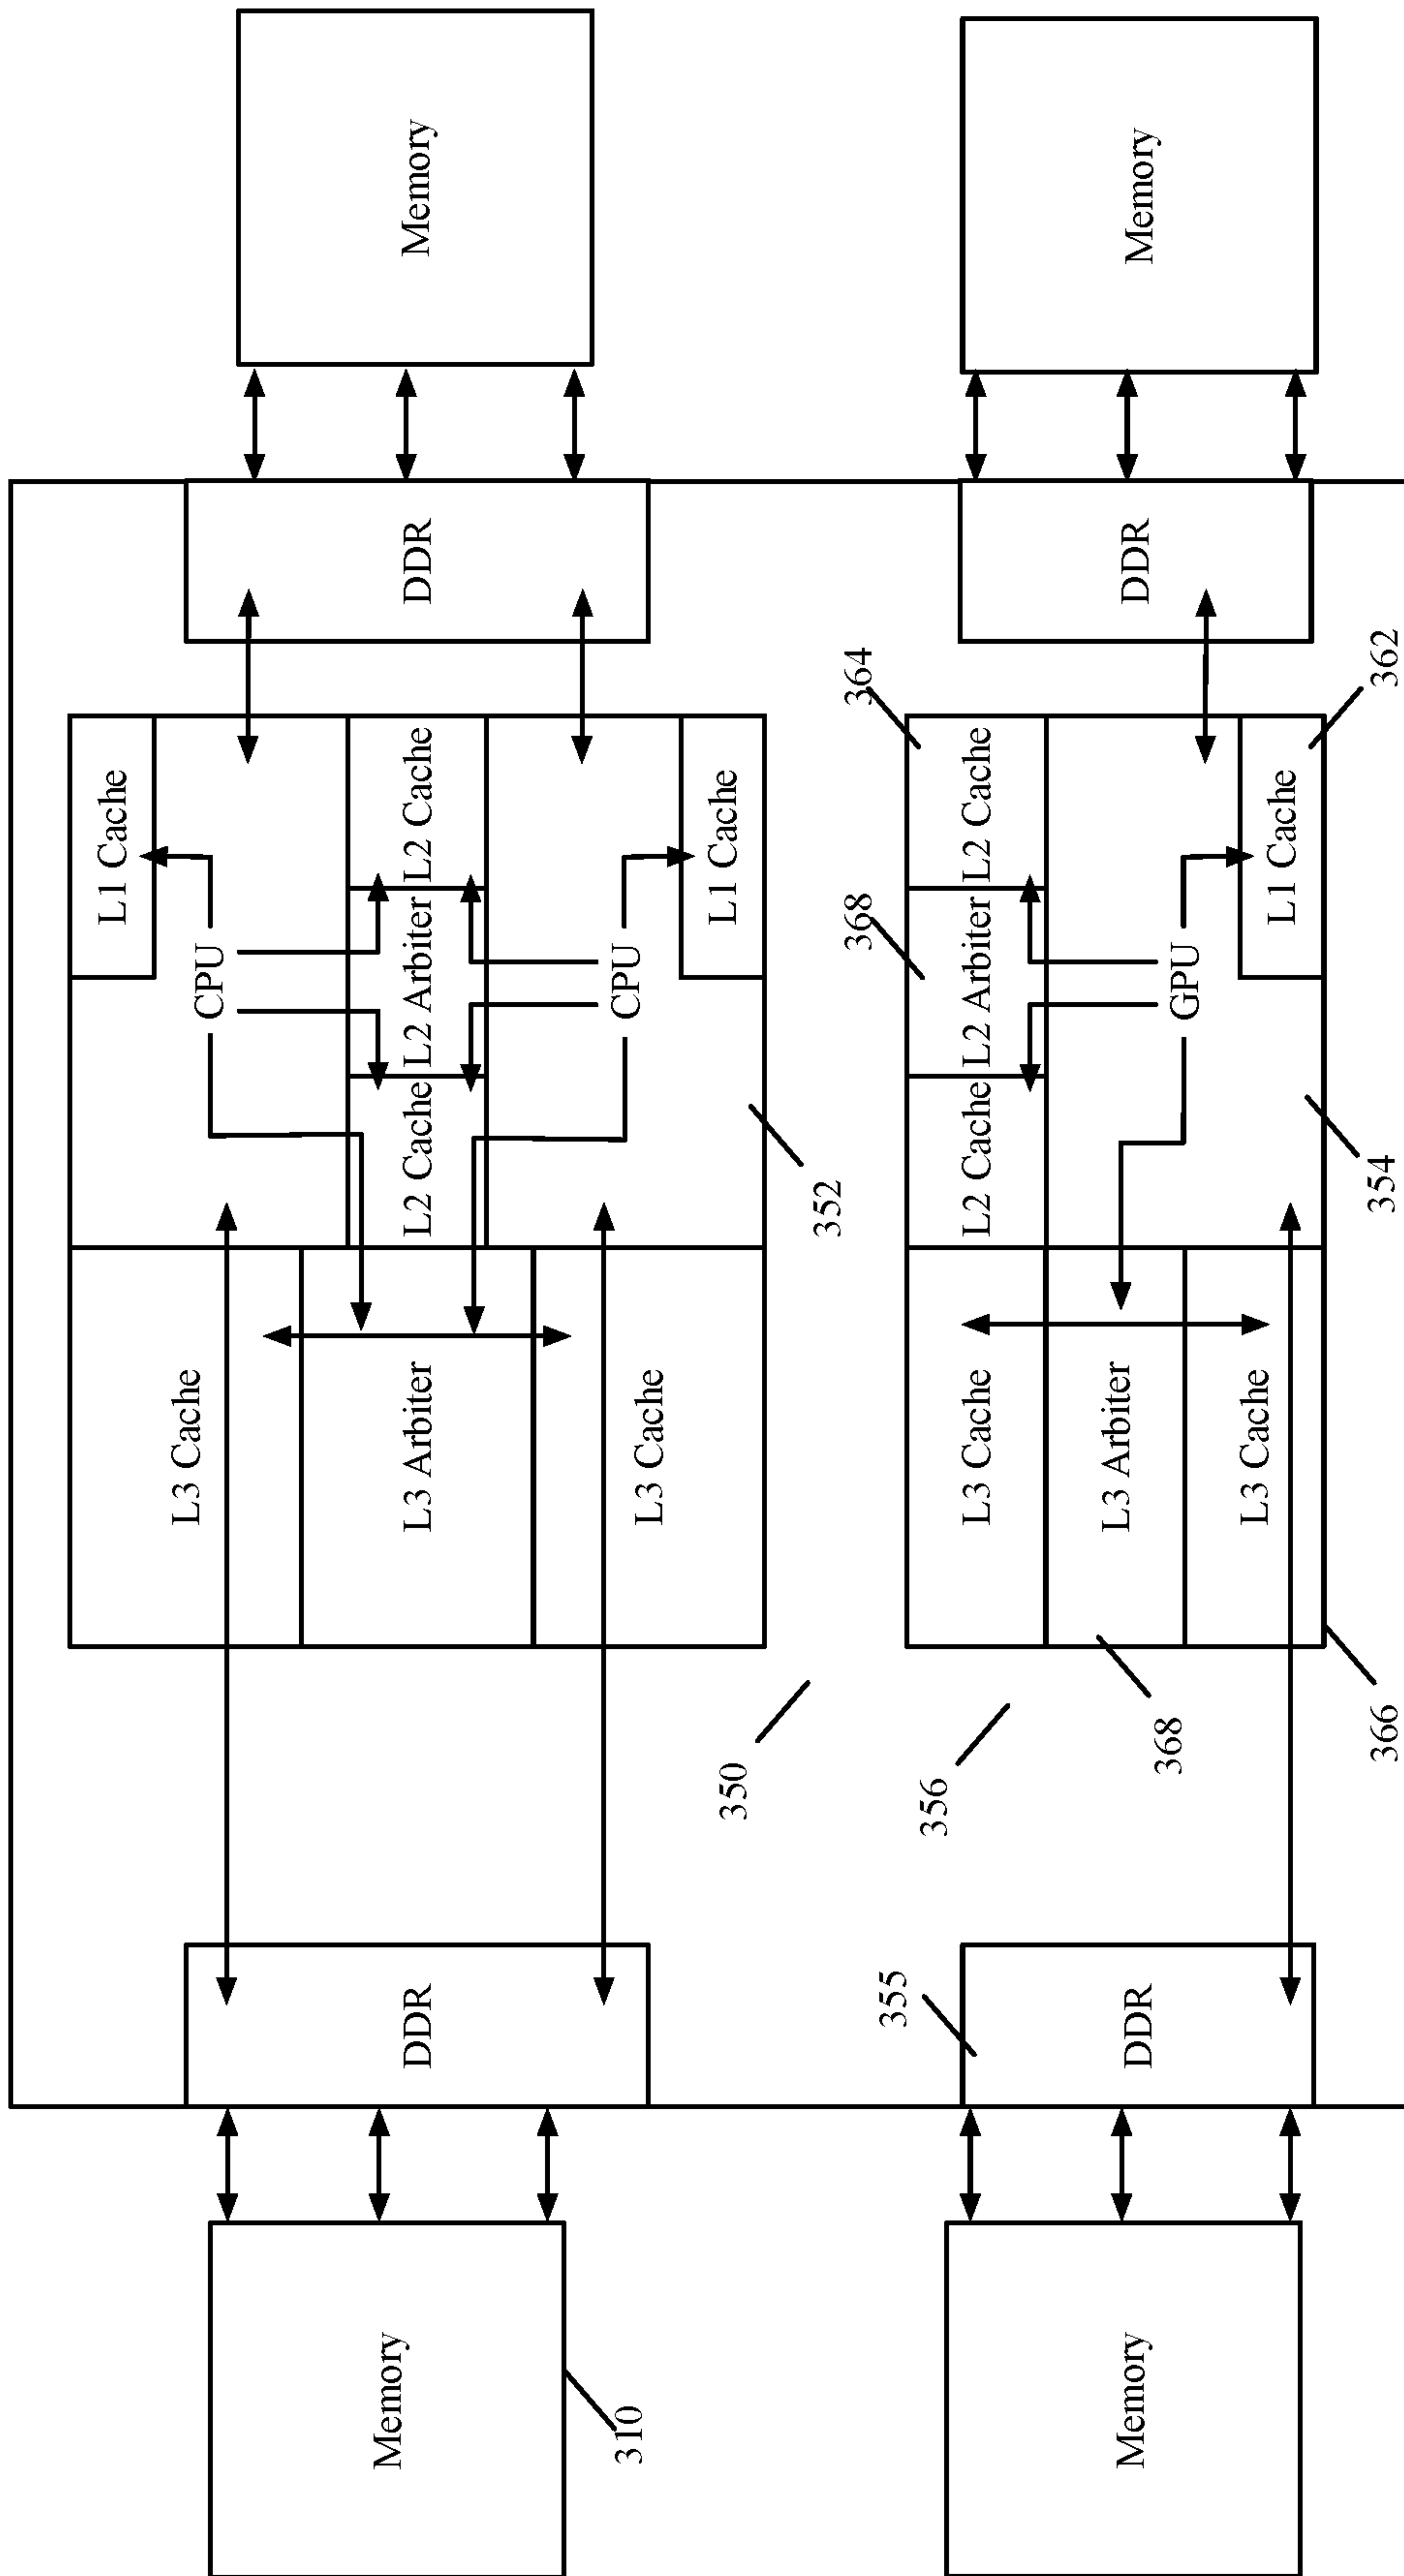 L1 Cache
L3 Cache
CPU
Memory
DDR
L3 Arbiter
L2 Cache
L2 Arbiter
L2 Cache
DDR
Memory
310
CPU
L3 Cache
L1 Cache
350
352
368
364
355
356
L3 Cache
L2 Cache
L2 Arbiter
L2 Cache
Memory
DDR
L3 Arbiter
DDR
Memory
368
GPU
L3 Cache
L1 Cache
366
354
362